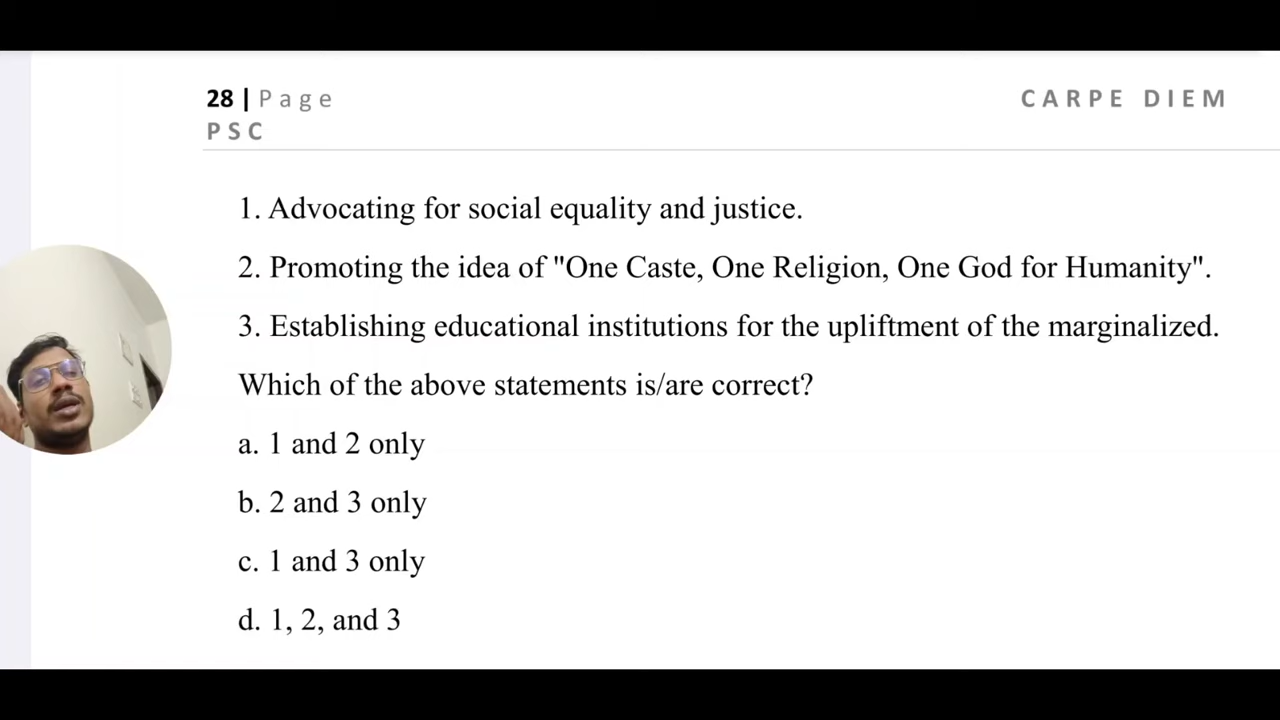 28 | Page CARPE DIEM
PSC
1. Advocating for social equality and justice.
2. Promoting the idea of "One Caste, One Religion, One God for Humanity".
3. Establishing educational institutions for the upliftment of the marginalized.
Which of the above statements is/are correct?
a. 1 and 2 only
b. 2 and 3 only
c. 1 and 3 only
d. 1, 2, and 3